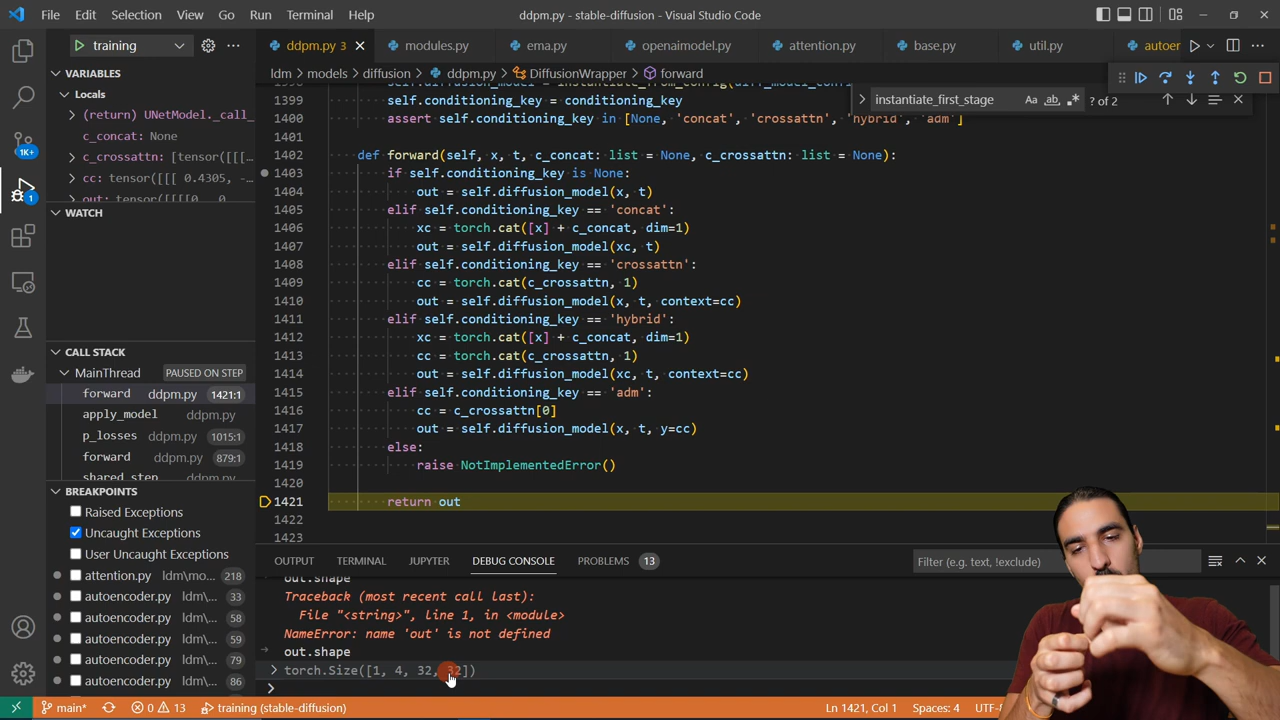 File Edit Selection View Go Run Terminal Help
ddpm.py - stable-diffusion - Visual Studio Code
training
ddpm.py 3
modules.py
ema.py
openaimodel.py
attention.py
base.py
util.py
autoer
ldm > models > diffusion > ddpm.py > DiffusionWrapper > forward
instantiate_first_stage
Aa
ab
? of 2
1K+
1
VARIABLES
Locals
(return) UNetModel._call_
c_concat: None
c_crossattn: [tensor([[[...
cc: tensor([[[ 0.4305, -...
out: tensor([[[[0
WATCH
CALL STACK
MainThread PAUSED ON STEP
forward ddpm.py 1421:1
apply_model ddpm.py
p_losses ddpm.py 1015:1
forward ddpm.py 879:1
shared_step ddpm.py
BREAKPOINTS
Raised Exceptions
Uncaught Exceptions
User Uncaught Exceptions
attention.py ldm\mo... 218
autoencoder.py ldm\... 33
autoencoder.py ldm\... 58
autoencoder.py ldm\... 59
autoencoder.py ldm\... 79
autoencoder.py ldm\... 86
1399 self.conditioning_key = conditioning_key
1400 assert self.conditioning_key in [None, 'concat', 'crossattn', 'hybrid', 'adm']
1401
1402 def forward(self, x, t, c_concat: list = None, c_crossattn: list = None):
1403 if self.conditioning_key is None:
1404 out = self.diffusion_model(x, t)
1405 elif self.conditioning_key == 'concat':
1406 xc = torch.cat([x] + c_concat, dim=1)
1407 out = self.diffusion_model(xc, t)
1408 elif self.conditioning_key == 'crossattn':
1409 cc = torch.cat(c_crossattn, 1)
1410 out = self.diffusion_model(x, t, context=cc)
1411 elif self.conditioning_key == 'hybrid':
1412 xc = torch.cat([x] + c_concat, dim=1)
1413 cc = torch.cat(c_crossattn, 1)
1414 out = self.diffusion_model(xc, t, context=cc)
1415 elif self.conditioning_key == 'adm':
1416 cc = c_crossattn[0]
1417 out = self.diffusion_model(x, t, y=cc)
1418 else:
1419 raise NotImplementedError()
1420
1421 return out
1422
1423
OUTPUT TERMINAL JUPYTER DEBUG CONSOLE PROBLEMS 13
Filter (e.g. text, !exclude)
out.shape
Traceback (most recent call last):
File "<string>", line 1, in <module>
NameError: name 'out' is not defined
out.shape
torch.Size([1, 4, 32, 32])
main* 0 13 training (stable-diffusion)
Ln 1421, Col 1 Spaces: 4